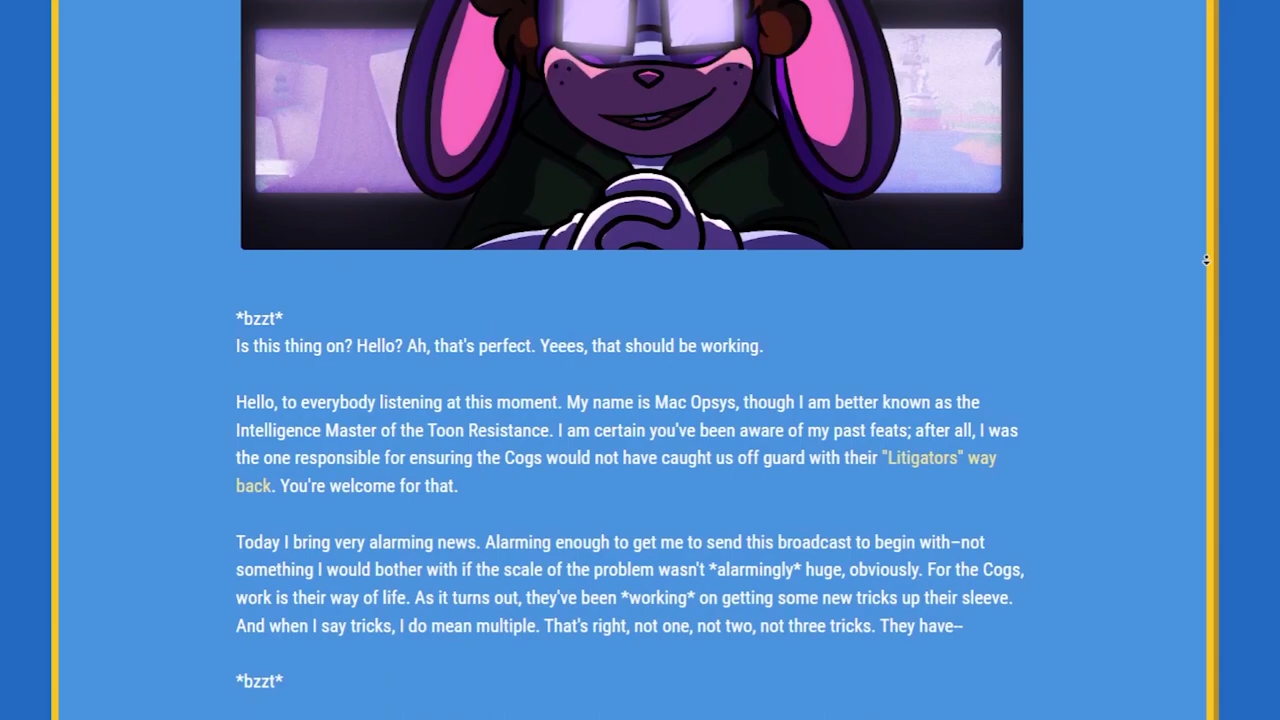 *bzzt*
Is this thing on? Hello? Ah, that's perfect. Yeees, that should be working.
Hello, to everybody listening at this moment. My name is Mac Opsys, though I am better known as the
Intelligence Master of the Toon Resistance. I am certain you've been aware of my past feats; after all, I was
the one responsible for ensuring the Cogs would not have caught us off guard with their "Litigators" way
back. You're welcome for that.
Today I bring very alarming news. Alarming enough to get me to send this broadcast to begin with–not
something I would bother with if the scale of the problem wasn't *alarmingly* huge, obviously. For the Cogs,
work is their way of life. As it turns out, they've been *working* on getting some new tricks up their sleeve.
And when I say tricks, I do mean multiple. That's right, not one, not two, not three tricks. They have--
*bzzt*